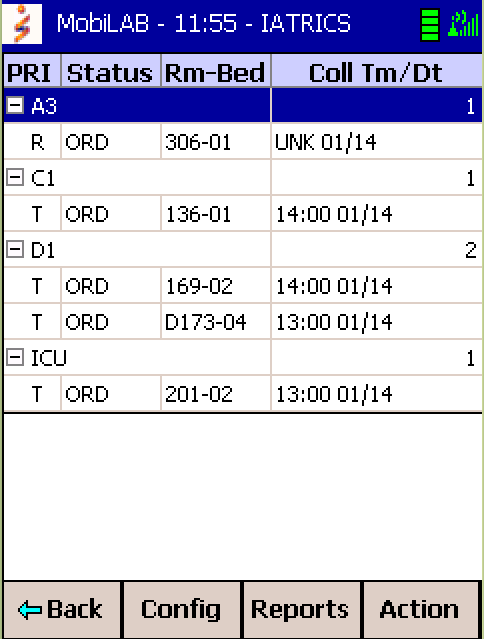 MobiLAB - 11:55 - IATRICS
PRI Status Rm-Bed Coll Tm/Dt
A3 1
R ORD 306-01 UNK 01/14
C1 1
T ORD 136-01 14:00 01/14
D1 2
T ORD 169-02 14:00 01/14
T ORD D173-04 13:00 01/14
ICU 1
T ORD 201-02 13:00 01/14
Back Config Reports Action